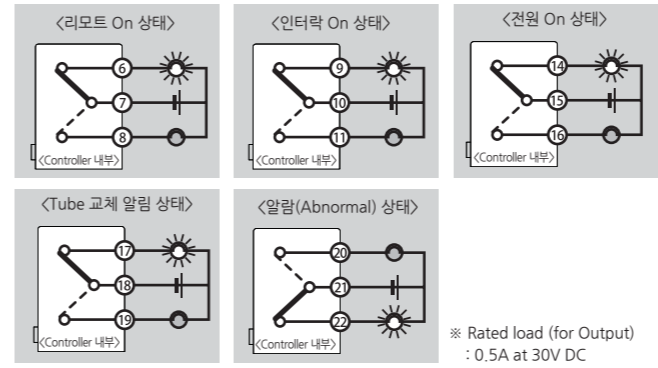 <리모트 On 상태>
6
7
8
<Controller 내부>
<인터락 On 상태>
9
10
11
<Controller 내부>
<전원 On 상태>
14
15
16
<Controller 내부>
<Tube 교체 알림 상태>
17
18
19
<Controller 내부>
<알람(Abnormal) 상태>
20
21
22
<Controller 내부>
※ Rated load (for Output)
: 0.5A at 30V DC